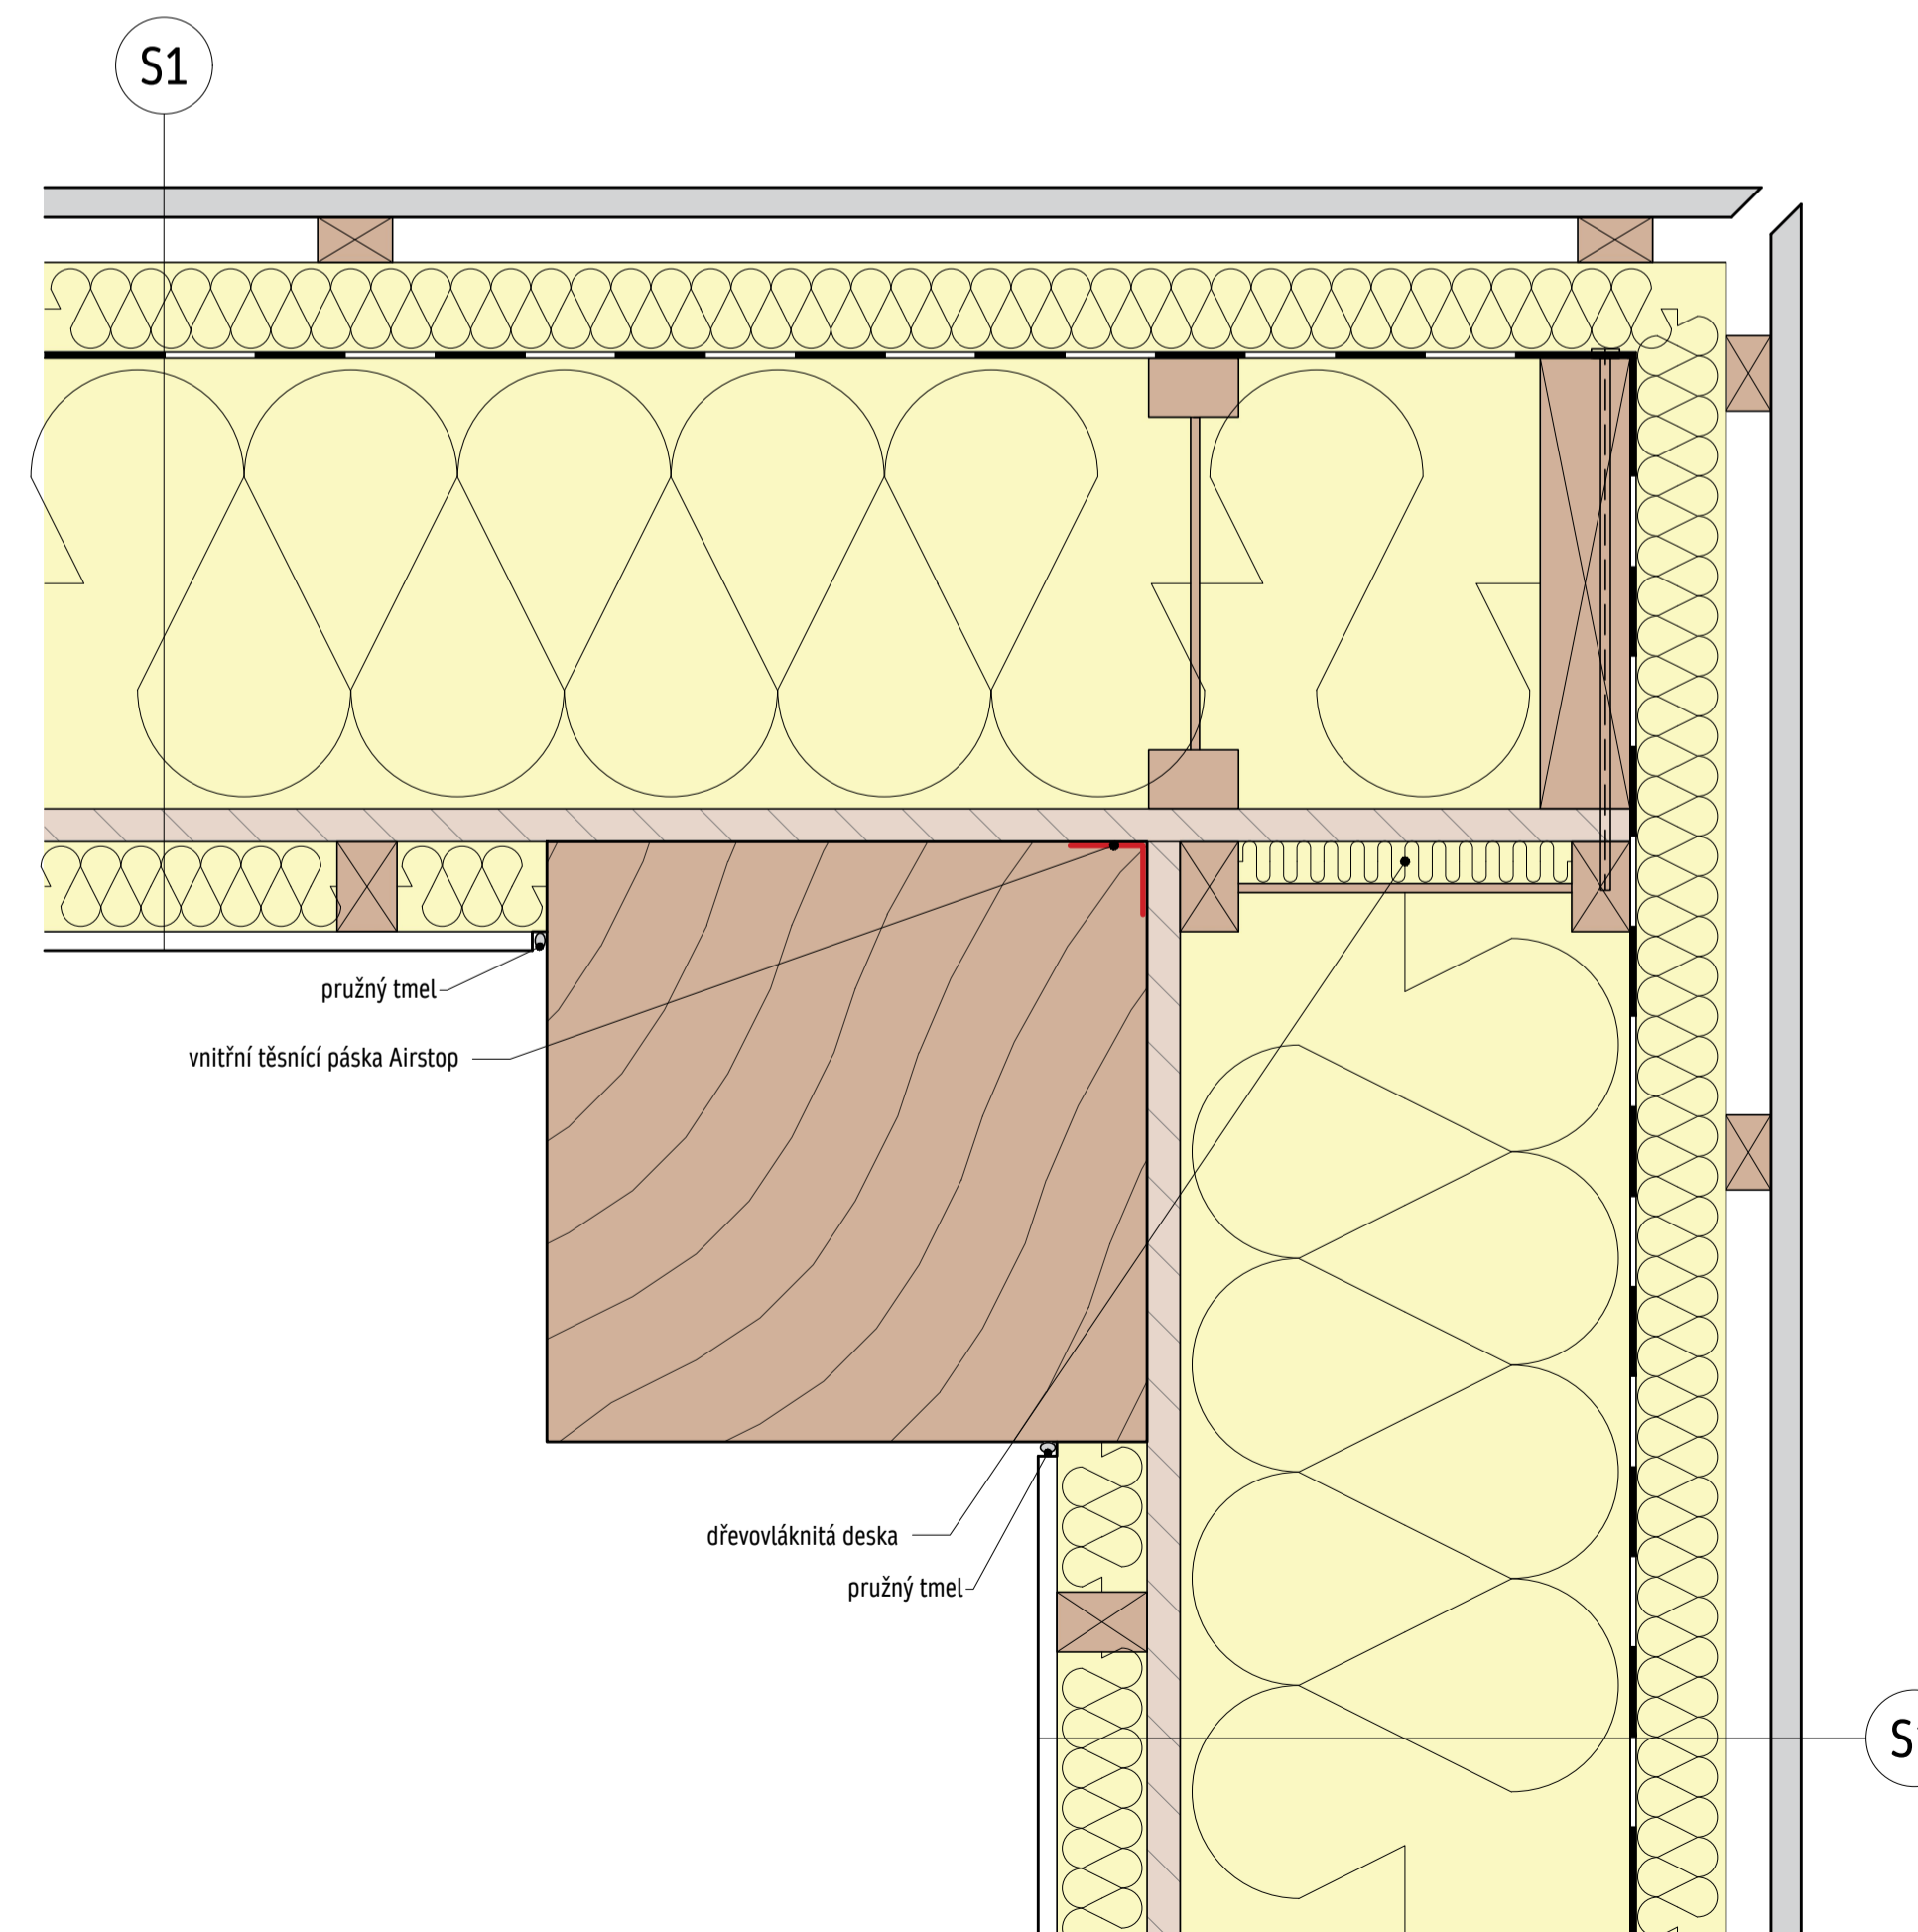 S1
pružný tmel
vnitřní těsnící páska Airstop
dřevovláknitá deska
pružný tmel
S